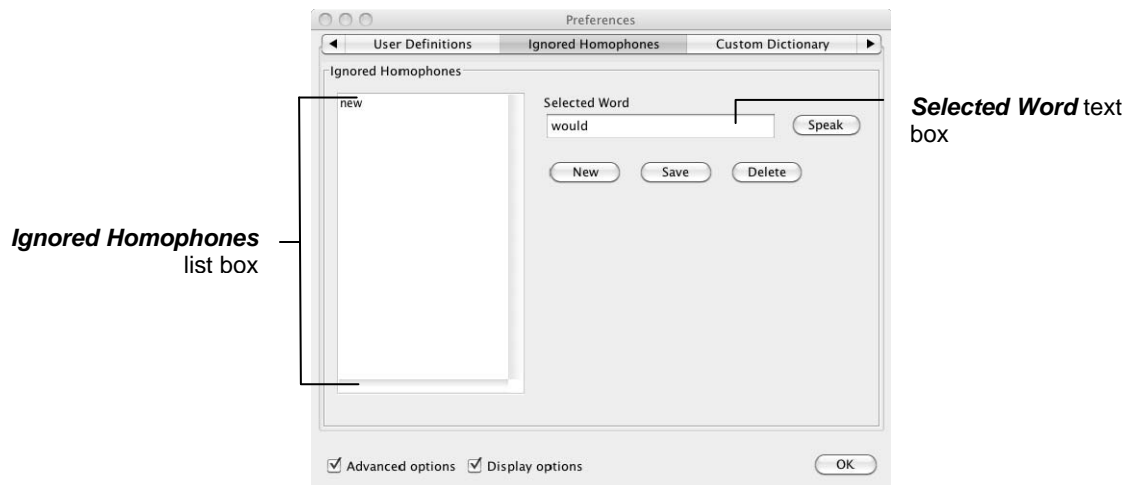 Preferences
User Definitions Ignored Homophones Custom Dictionary
Ignored Homophones
new
Selected Word
would Speak
New Save Delete
Selected Word text
box
Ignored Homophones
list box
Advanced options Display options OK